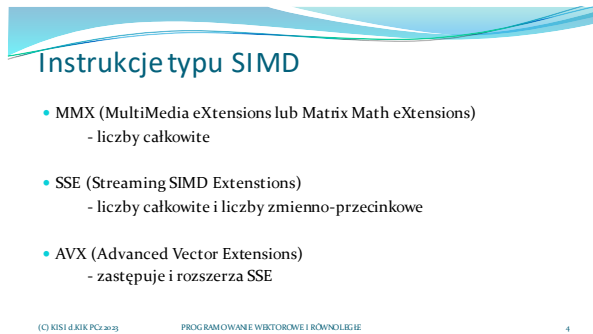 Instrukcje typu SIMD
• MMX (MultiMedia eXtensions lub Matrix Math eXtensions)
- liczby całkowite
• SSE (Streaming SIMD Extenstions)
- liczby całkowite i liczby zmienno-przecinkowe
• AVX (Advanced Vector Extensions)
- zastępuje i rozszerza SSE
(C) KISI d.KIK PCz 2023 PROGRAMOWANIE WEKTOROWE I RÓWNOLEGŁE 4